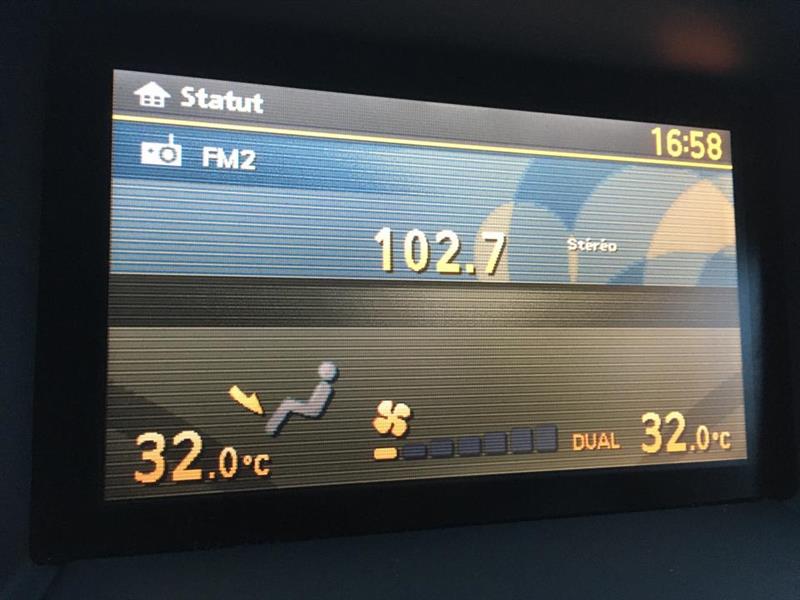 Statut
16:58
FM2
102.7 Stéréo
32.0°C DUAL 32.0°C